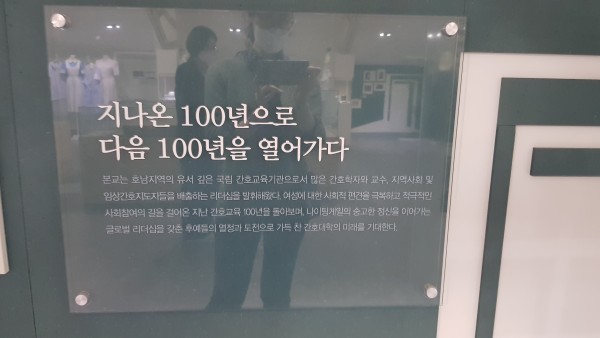 지나온 100년으로
다음 100년을 열어가다
본교는 호남지역의 유서 깊은 국립 간호교육기관으로서 많은 간호학자와 교수, 지역사회 및
임상간호지도자들을 배출하는 리더십을 발휘해왔다. 여성에 대한 사회적 편견을 극복하고 적극적인
사회참여의 길을 걸어온 지난 간호교육 100년을 돌아보며, 나이팅게일의 숭고한 정신을 이어가는
글로벌 리더십을 갖춘 후예들의 열정과 도전으로 가득 찬 간호대학의 미래를 기대한다.